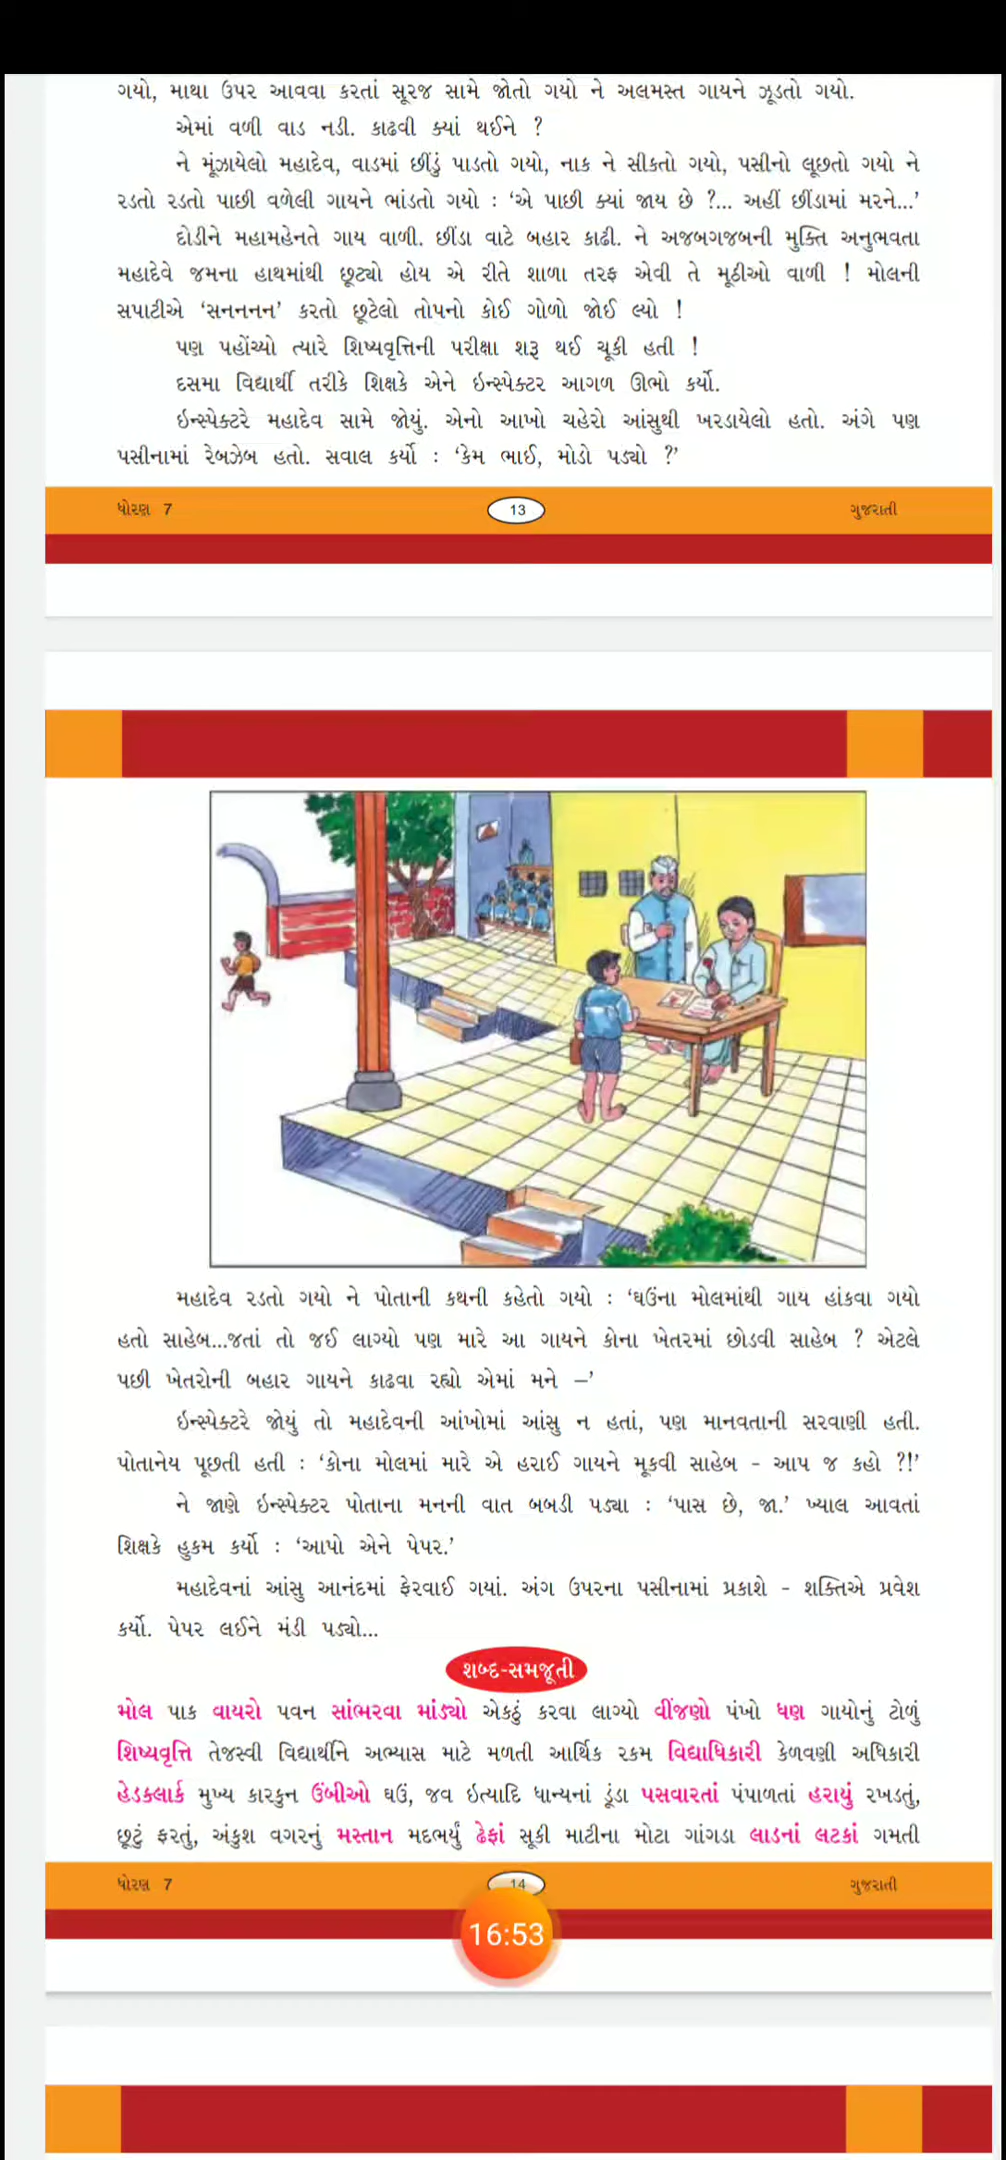 ગયો, માથા ઉપર આવવા કરતાં સૂરજ સામે જોતો ગયો ને અલમસ્ત ગાયને ઝૂડતો ગયો.
એમાં વળી વાડ નડી. કાઢવી ક્યાં થઈને ?
ને મૂંઝાયેલો મહાદેવ, વાડમાં છીંડું પાડતો ગયો, નાક ને સીકતો ગયો, પસીનો લૂછતો ગયો ને
રડતો રડતો પાછી વળેલી ગાયને ભાંડતો ગયો : ‘એ પાછી ક્યાં જાય છે ?... અહીં છીંડામાં મરને...’
દોડીને મહામહેનતે ગાય વાળી. છીંડા વાટે બહાર કાઢી. ને અજબગજબની મુક્તિ અનુભવતા
મહાદેવે જમના હાથમાંથી છૂટ્યો હોય એ રીતે શાળા તરફ એવી તે મૂઠીઓ વાળી ! મોલની
સપાટીએ ‘સનનનન’ કરતો છૂટેલો તોપનો કોઈ ગોળો જોઈ લ્યો !
પણ પહોંચ્યો ત્યારે શિષ્યવૃત્તિની પરીક્ષા શરૂ થઈ ચૂકી હતી !
દસમા વિદ્યાર્થી તરીકે શિક્ષકે એને ઇન્સ્પેક્ટર આગળ ઊભો કર્યો.
ઇન્સ્પેક્ટરે મહાદેવ સામે જોયું. એનો આખો ચહેરો આંસુથી ખરડાયેલો હતો. અંગે પણ
પસીનામાં રેબઝેબ હતો. સવાલ કર્યો : ‘કેમ ભાઈ, મોડો પડ્યો ?’
ધોરણ 7 13 ગુજરાતી
મહાદેવ રડતો ગયો ને પોતાની કથની કહેતો ગયો : ‘ઘઉંના મોલમાંથી ગાય હાંકવા ગયો
હતો સાહેબ...જતાં તો જઈ લાગ્યો પણ મારે આ ગાયને કોના ખેતરમાં છોડવી સાહેબ ? એટલે
પછી ખેતરોની બહાર ગાયને કાઢવા રહ્યો એમાં મને –’
ઇન્સ્પેક્ટરે જોયું તો મહાદેવની આંખોમાં આંસુ ન હતાં, પણ માનવતાની સરવાણી હતી.
પોતાનેય પૂછતી હતી : ‘કોના મોલમાં મારે એ હરાઈ ગાયને મૂકવી સાહેબ - આપ જ કહો ?!’
ને જાણે ઇન્સ્પેક્ટર પોતાના મનની વાત બબડી પડ્યા : ‘પાસ છે, જા.’ ખ્યાલ આવતાં
શિક્ષકે હુકમ કર્યો : ‘આપો એને પેપર.’
મહાદેવનાં આંસુ આનંદમાં ફેરવાઈ ગયાં. અંગ ઉપરના પસીનામાં પ્રકાશે - શક્તિએ પ્રવેશ
કર્યો. પેપર લઈને મંડી પડ્યો...
શબ્દ-સમજૂતી
મોલ પાક વાયરો પવન સાંભરવા માંડ્યો એકઠું કરવા લાગ્યો વીંજણો પંખો ધણ ગાયોનું ટોળું
શિષ્યવૃત્તિ તેજસ્વી વિદ્યાર્થીને અભ્યાસ માટે મળતી આર્થિક રકમ વિદ્યાધિકારી કેળવણી અધિકારી
હેડક્લાર્ક મુખ્ય કારકુન ઉંબીઓ ઘઉં, જવ ઇત્યાદિ ધાન્યનાં ડૂંડા પસવારતાં પંપાળતાં હરાયું રખડતું,
છૂટું ફરતું, અંકુશ વગરનું મસ્તાન મદભર્યું ઢેફાં સૂકી માટીના મોટા ગાંગડા લાડનાં લટકાં ગમતી
ધોરણ 7 14 ગુજરાતી
16:53